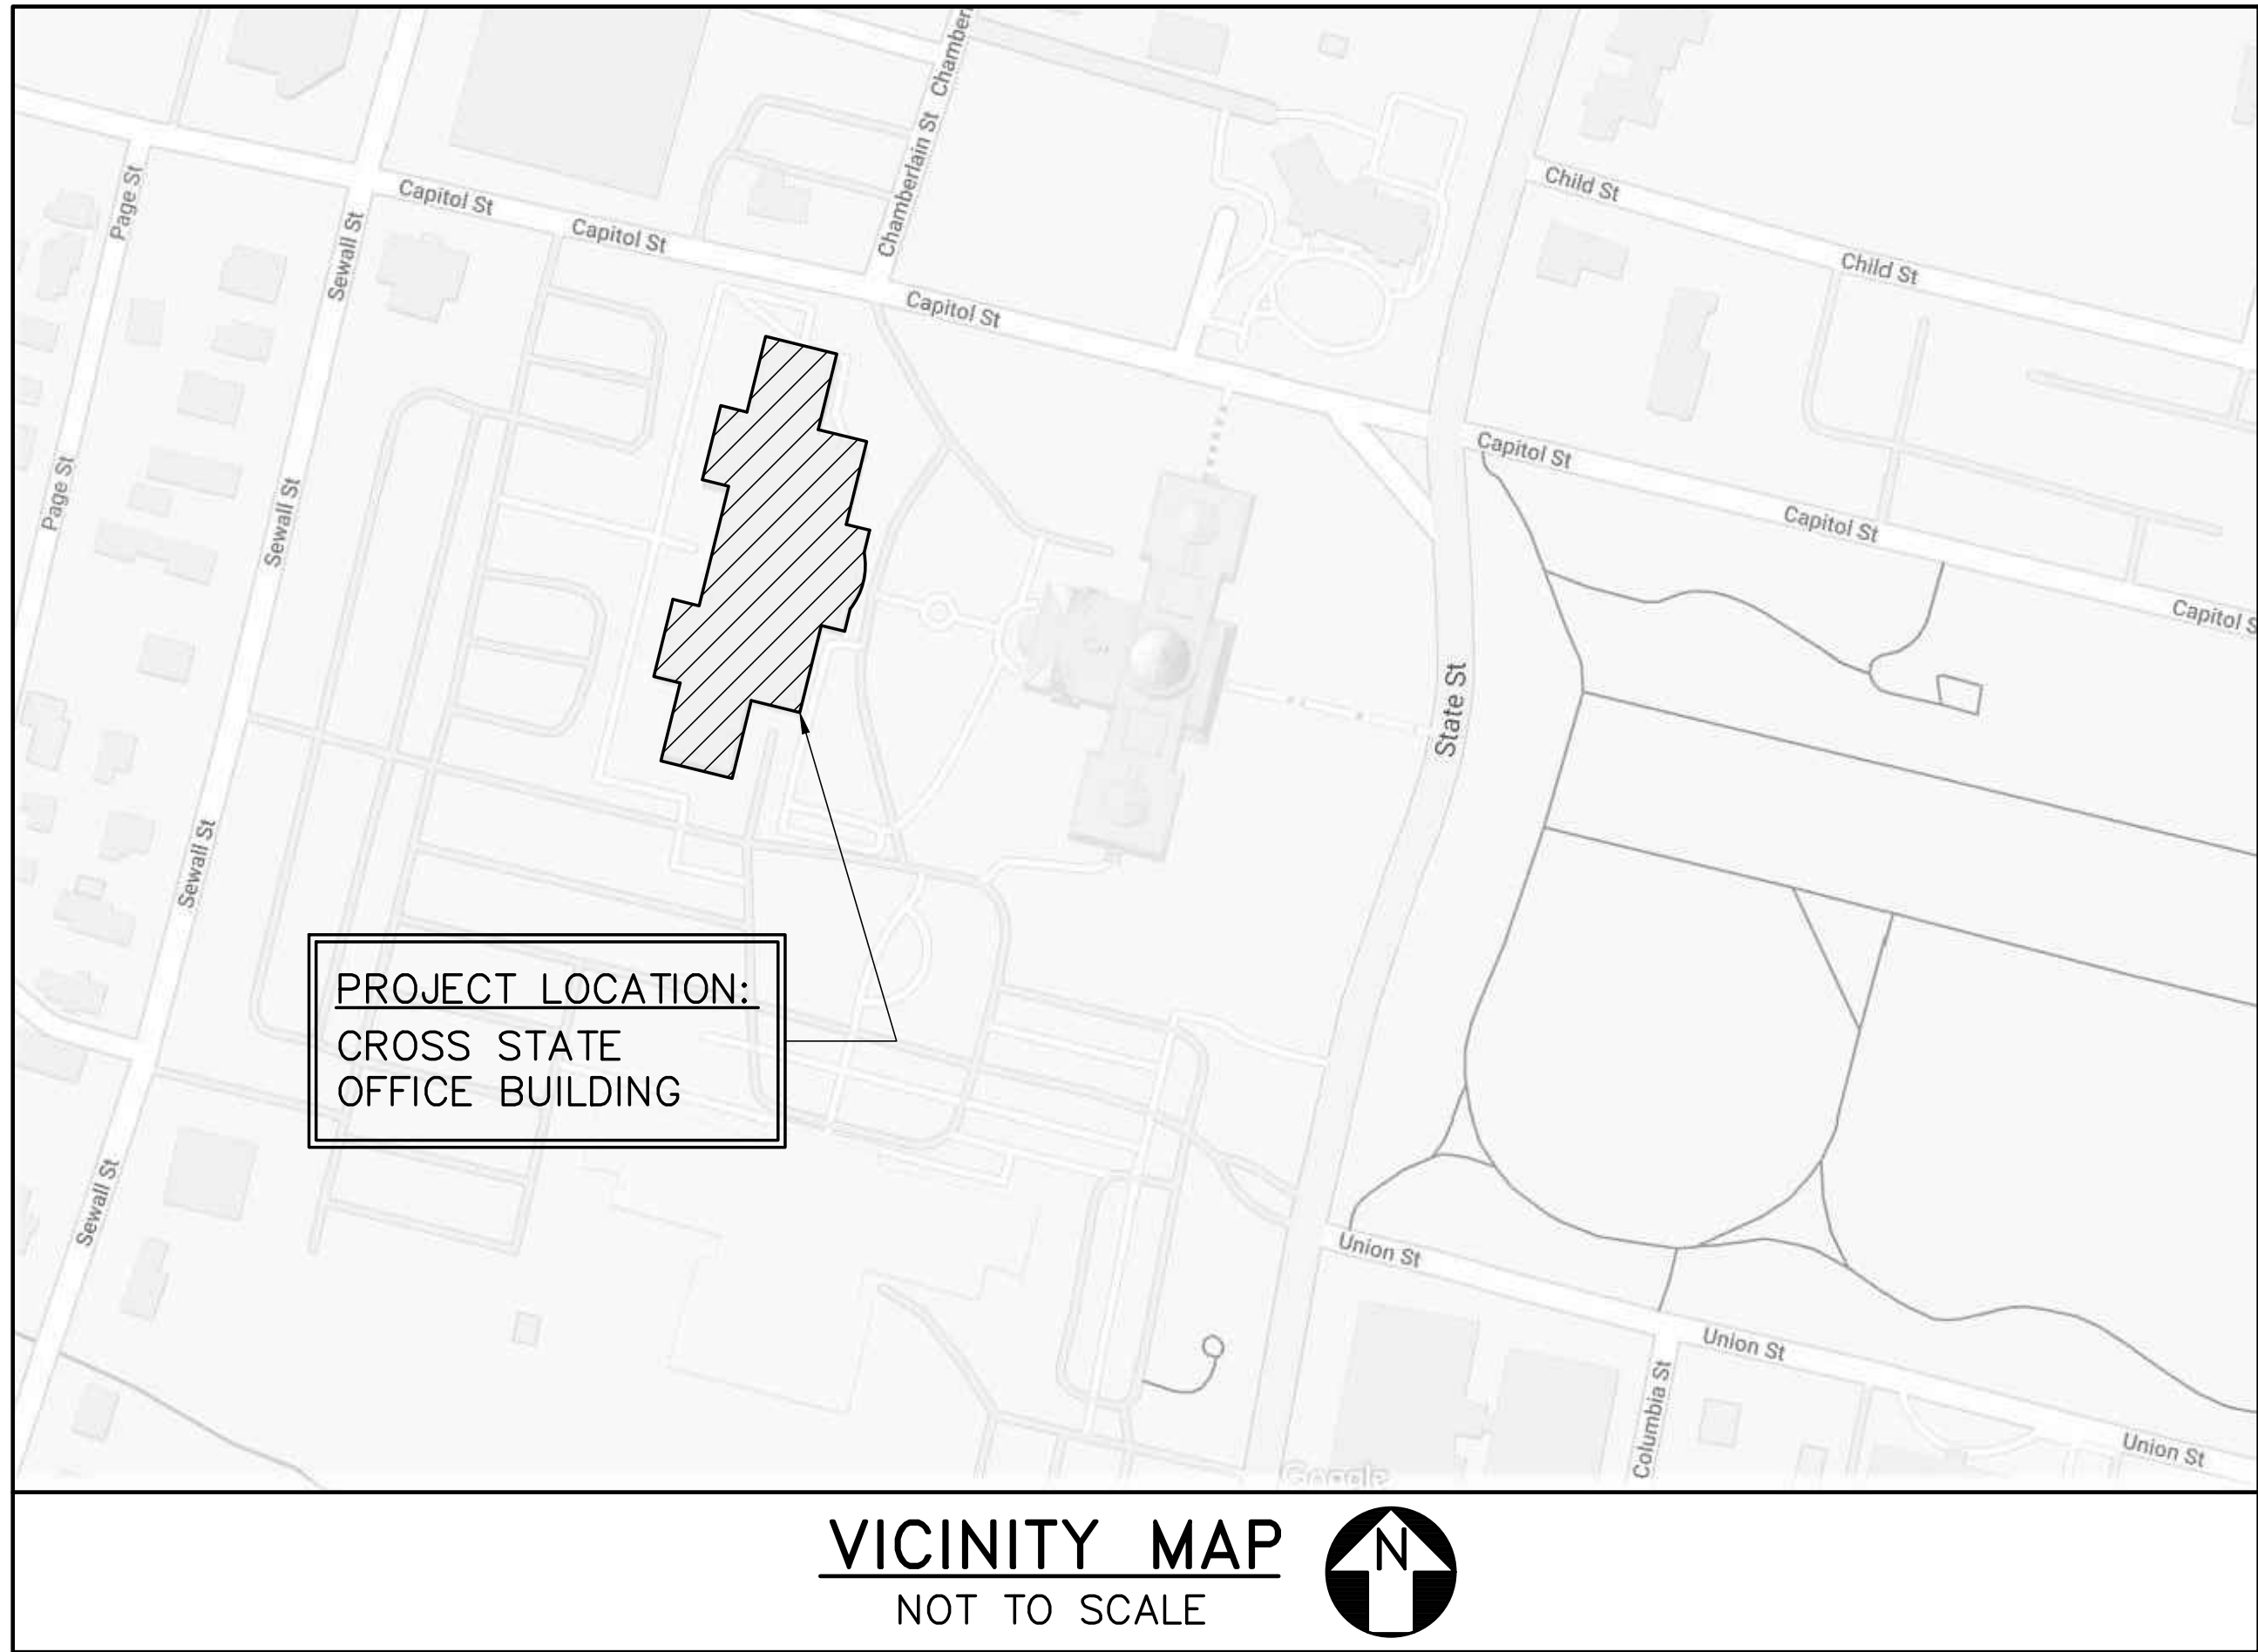 Chamberlain St
Chamber
Page St
Sewall St
Capitol St
Capitol St
Capitol St
Child St
Child St
Capitol St
Capitol St
Capitol S
Page St
Sewall St
State St
Sewall St
PROJECT LOCATION:
CROSS STATE
OFFICE BUILDING
Sewall St
Union St
Union St
Union St
Columbia St
Google
VICINITY MAP
N
NOT TO SCALE